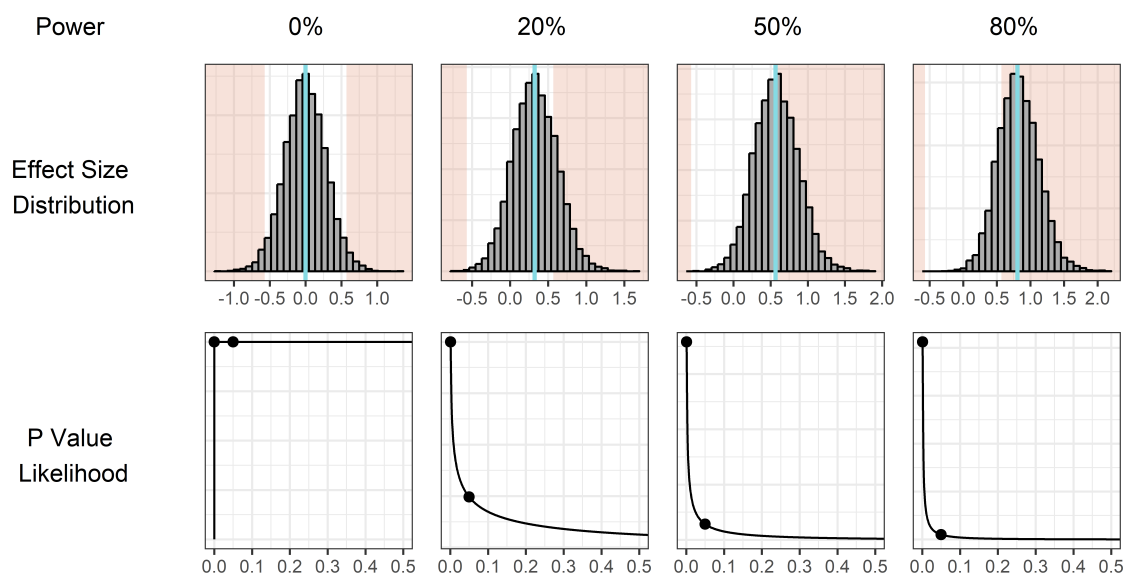 Power 0% 20% 50% 80%
Effect Size
Distribution
-1.0 -0.5 0.0 0.5 1.0 -0.5 0.0 0.5 1.0 1.5 -0.5 0.0 0.5 1.0 1.5 2.0 -0.5 0.0 0.5 1.0 1.5 2.0
P Value
Likelihood
0.0 0.1 0.2 0.3 0.4 0.5 0.0 0.1 0.2 0.3 0.4 0.5 0.0 0.1 0.2 0.3 0.4 0.5 0.0 0.1 0.2 0.3 0.4 0.5